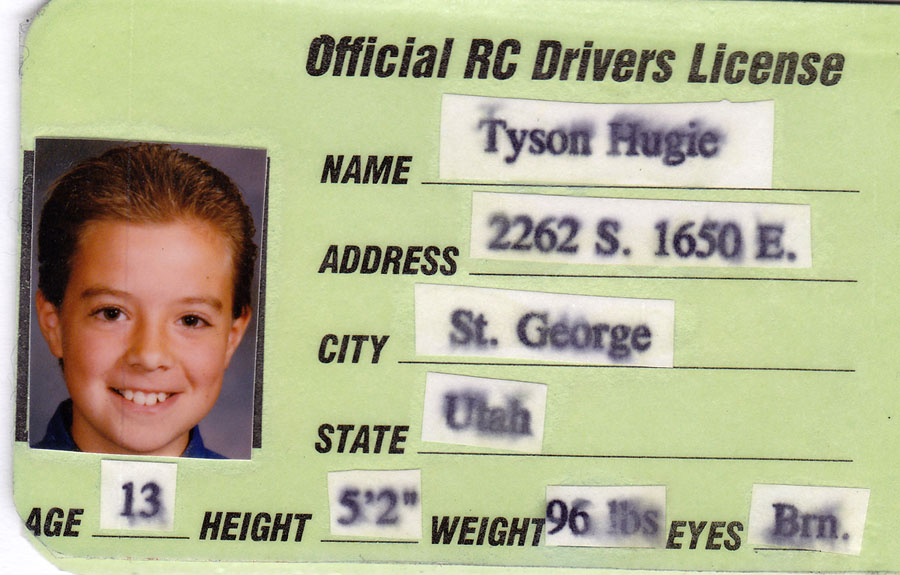 Official RC Drivers License
NAME Tyson Hugie
ADDRESS 2262 S. 1650 E.
CITY St. George
STATE Utah
AGE 13 HEIGHT 5'2" WEIGHT 96 lbs EYES Brn.